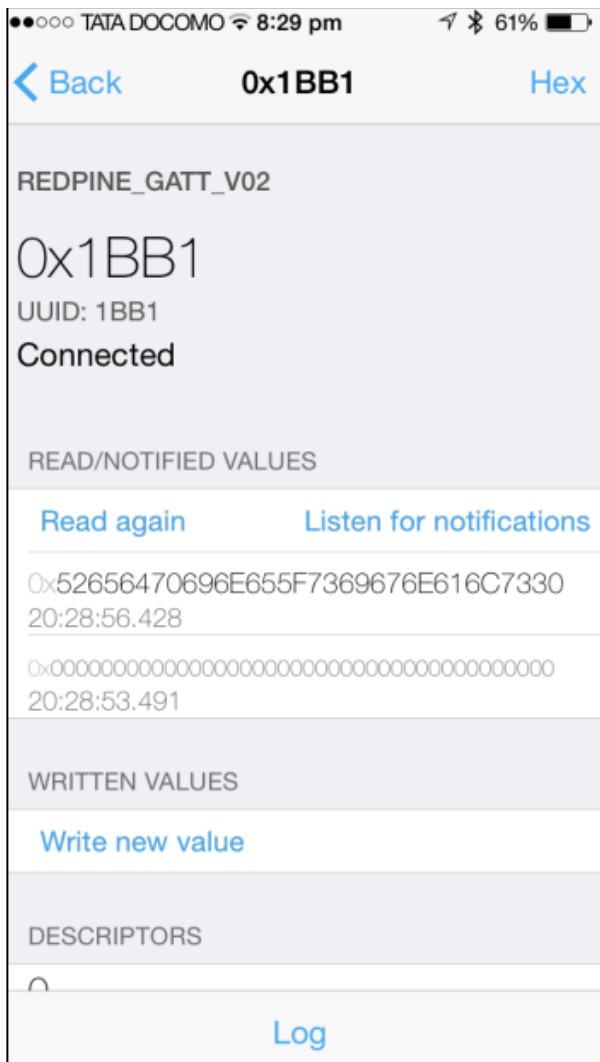 TATA DOCOMO 8:29 pm 61%
Back 0x1BB1 Hex
REDPINE_GATT_V02
0x1BB1
UUID: 1BB1
Connected
READ/NOTIFIED VALUES
Read again Listen for notifications
0x52656470696E655F7369676E616C7330
20:28:56.428
0x0000000000000000000000000000000000000000
20:28:53.491
WRITTEN VALUES
Write new value
DESCRIPTORS
Log